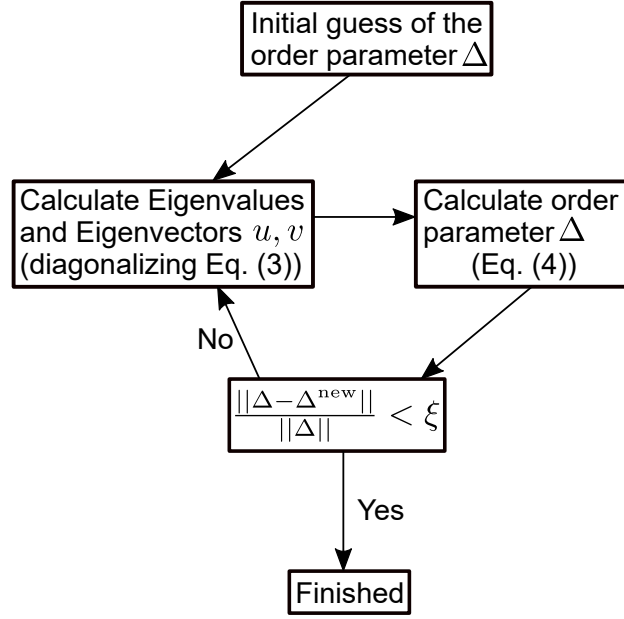 Initial guess of the
order parameter Δ
Calculate Eigenvalues
and Eigenvectors u, v
(diagonalizing Eq. (3))
Calculate order
parameter Δ
(Eq. (4))
No
||Δ−Δ^new||
||Δ|| < ξ
Yes
Finished